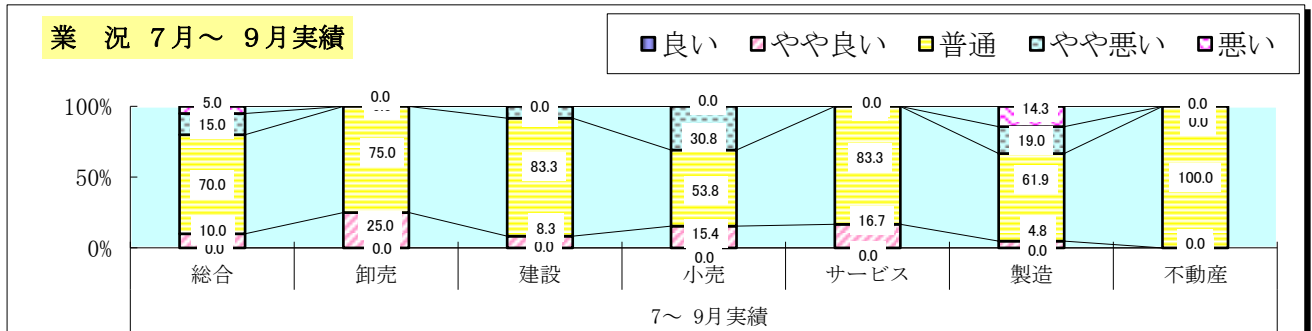 業 況 7月～ 9月実績
良い やや良い 普通 やや悪い 悪い
100%
50%
0%
5.0 0.0 0.0 0.0 0.0 14.3 0.0
15.0 30.8 19.0 0.0
70.0 75.0 83.3 53.8 83.3 61.9 100.0
10.0 25.0 8.3 15.4 16.7 4.8 0.0
0.0 0.0 0.0 0.0 0.0 0.0
総合 卸売 建設 小売 サービス 製造 不動産
7～ 9月実績